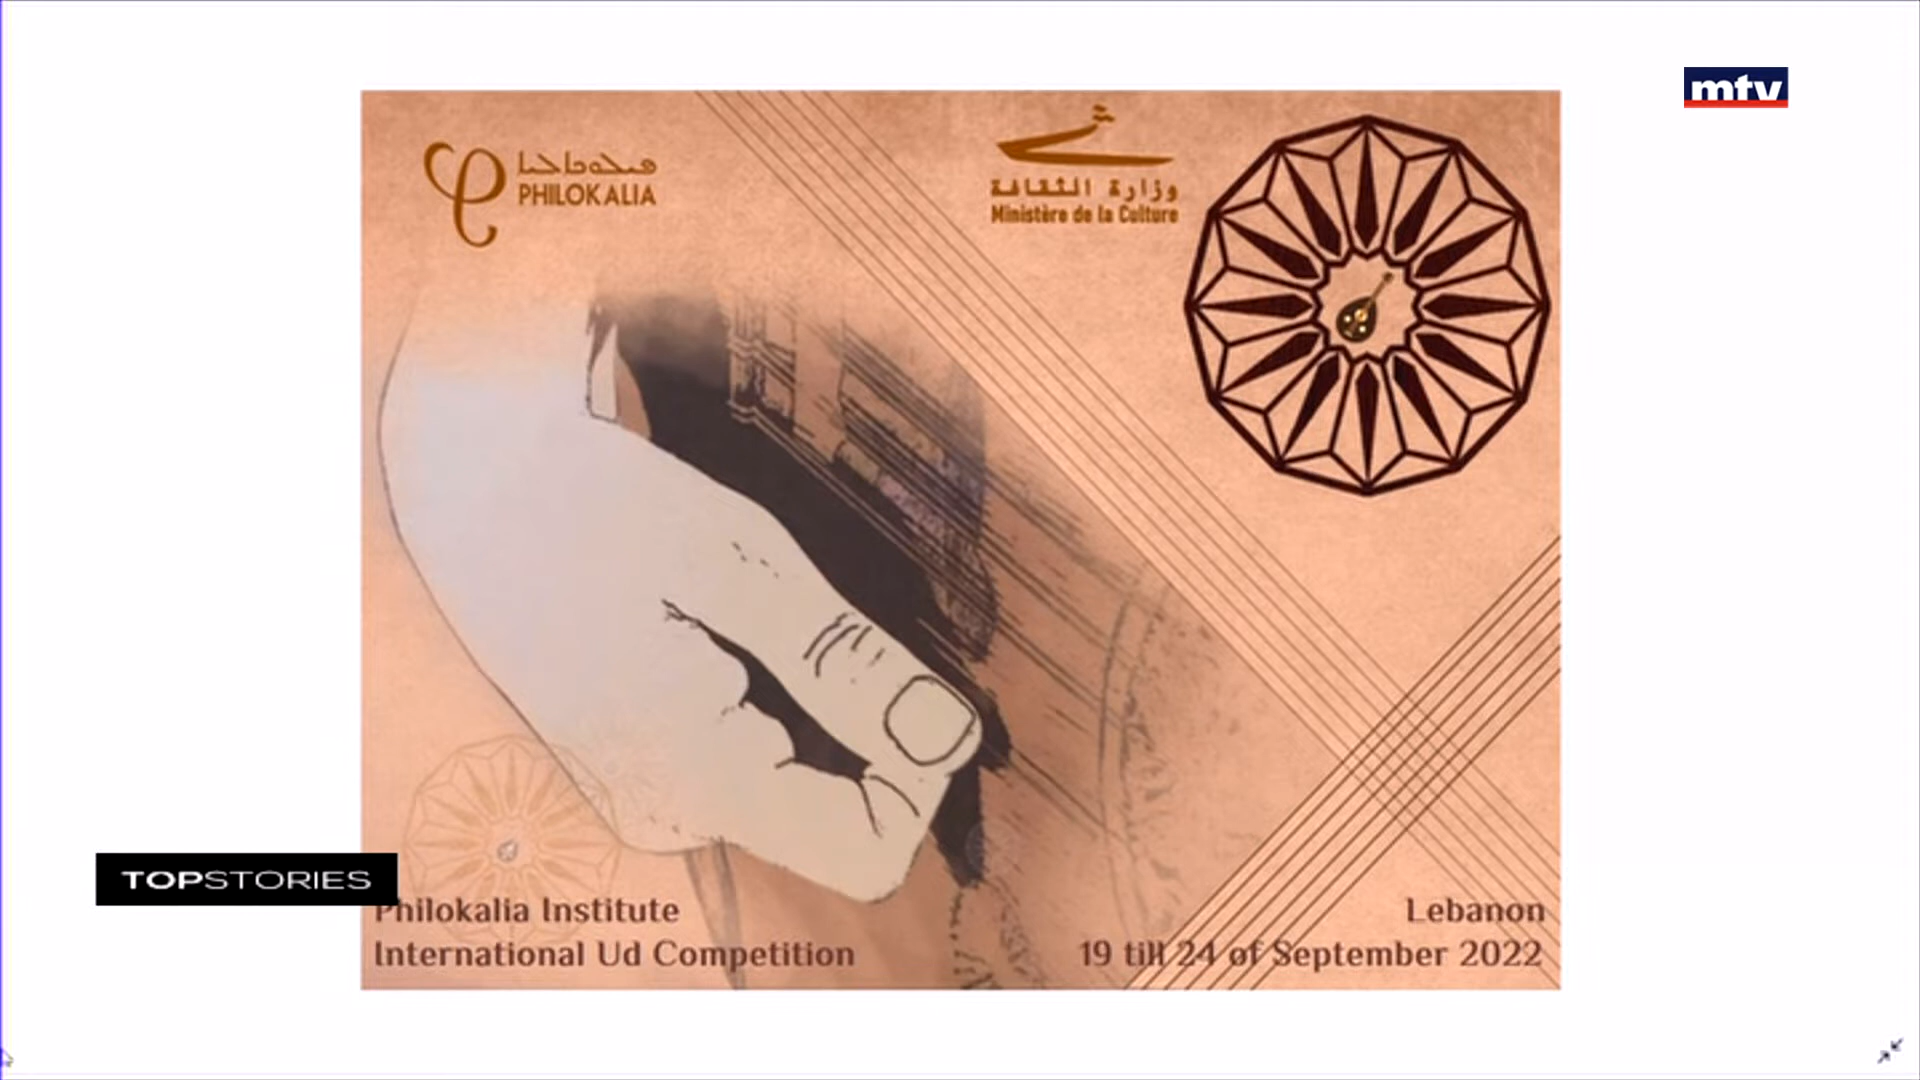 mtv
ܦܝܠܘܩܐܠܝܐ
PHILOKALIA
وزارة الثقافة
Ministère de la Culture
TOPSTORIES
Philokalia Institute
International Ud Competition
Lebanon
19 till 24 of September 2022